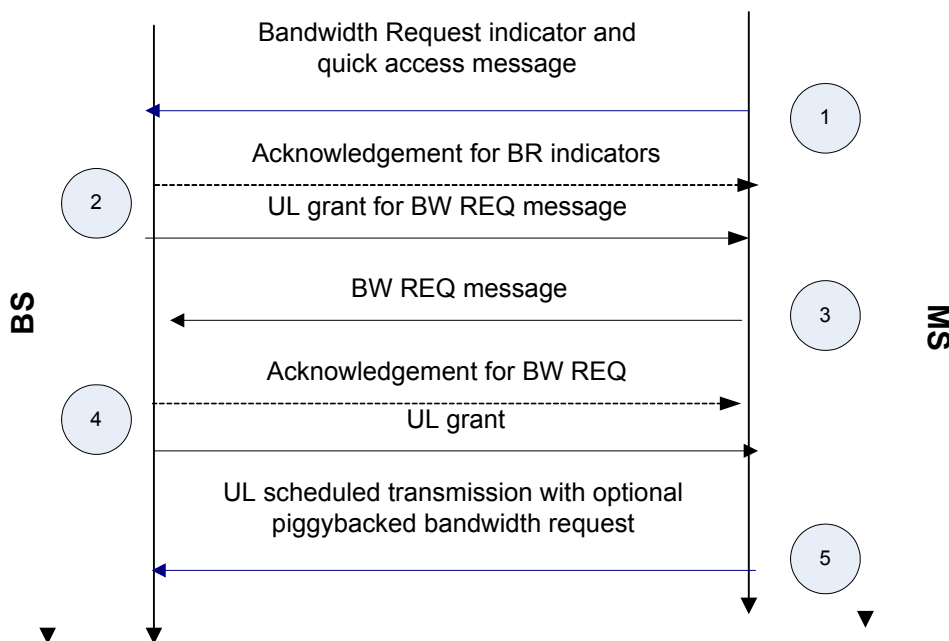 Bandwidth Request indicator and
quick access message
1
Acknowledgement for BR indicators
2
UL grant for BW REQ message
BW REQ message
BS
3
MS
Acknowledgement for BW REQ
4
UL grant
UL scheduled transmission with optional
piggybacked bandwidth request
5